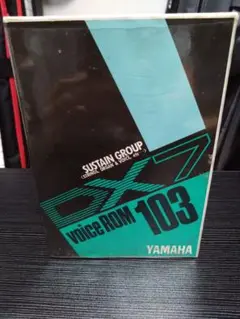 SUSTAIN GROUP
DX7
voice ROM 103
YAMAHA